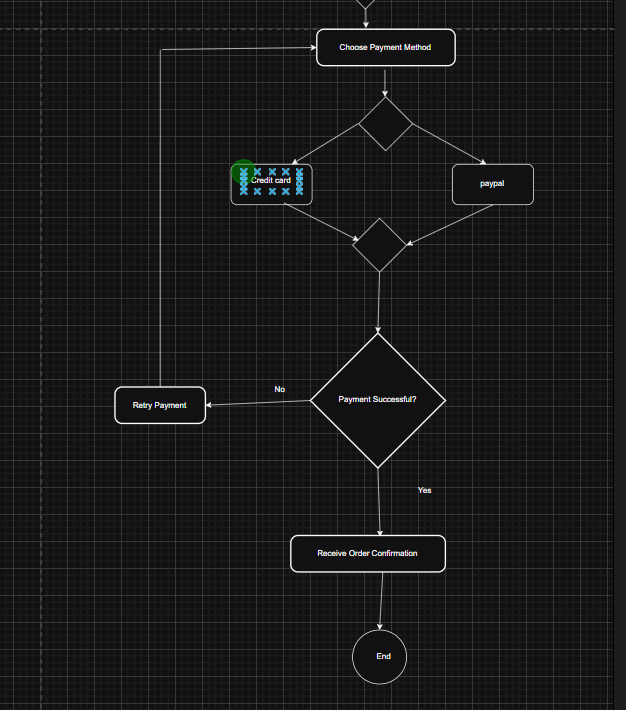 Choose Payment Method
Credit card
paypal
Payment Successful?
No
Retry Payment
Yes
Receive Order Confirmation
End